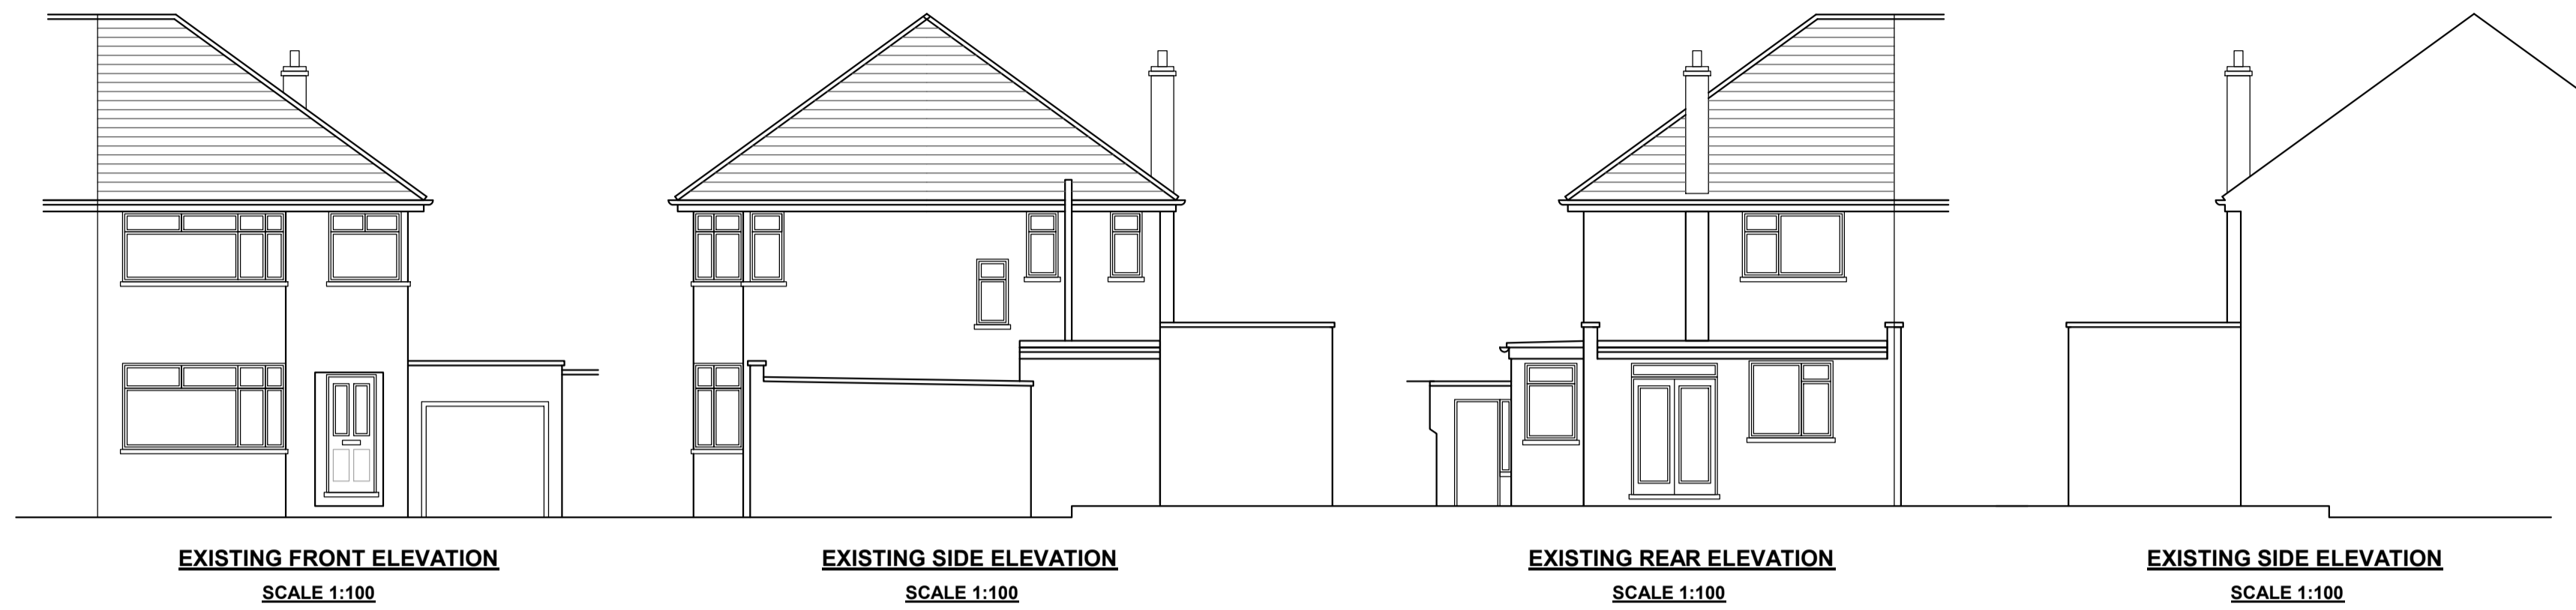 EXISTING FRONT ELEVATION
SCALE 1:100
EXISTING SIDE ELEVATION
SCALE 1:100
EXISTING REAR ELEVATION
SCALE 1:100
EXISTING SIDE ELEVATION
SCALE 1:100